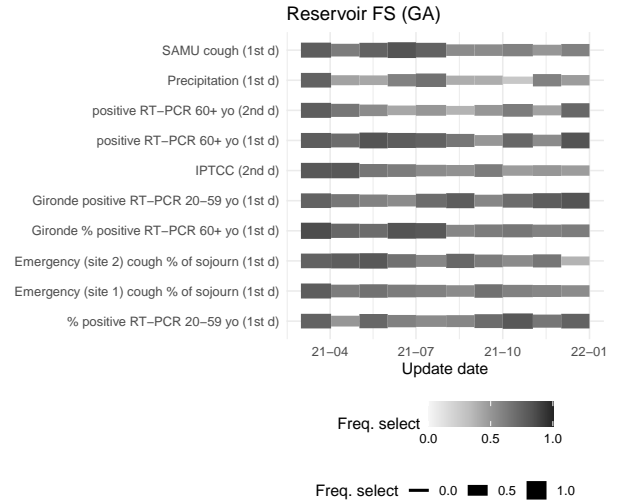 Reservoir FS (GA)
SAMU cough (1st d)
Precipitation (1st d)
positive RT−PCR 60+ yo (2nd d)
positive RT−PCR 60+ yo (1st d)
IPTCC (2nd d)
Gironde positive RT−PCR 20−59 yo (1st d)
Gironde % positive RT−PCR 60+ yo (1st d)
Emergency (site 2) cough % of sojourn (1st d)
Emergency (site 1) cough % of sojourn (1st d)
% positive RT−PCR 20−59 yo (1st d)
21−04 21−07 21−10 22−01
Update date
Freq. select
0.0 0.5 1.0
Freq. select 0.0 0.5 1.0